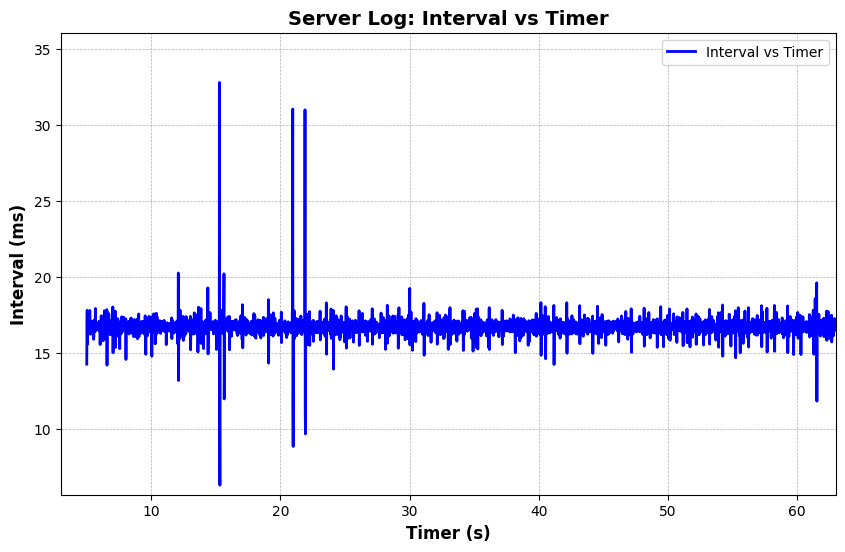 Server Log: Interval vs Timer
Interval vs Timer
Interval (ms)
35
30
25
20
15
10
10 20 30 40 50 60
Timer (s)